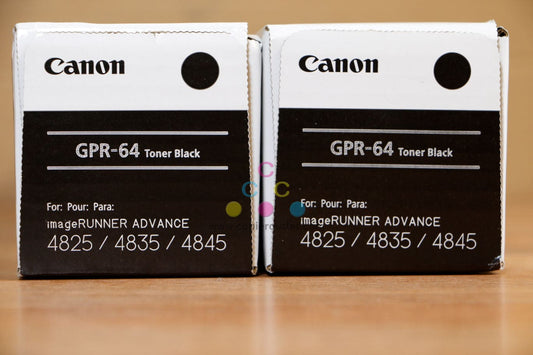 Canon
GPR-64 Toner Black
For: Pour: Para:
imageRUNNER ADVANCE
4825 / 4835 / 4845
Canon
GPR-64 Toner Black
For: Pour: Para:
imageRUNNER ADVANCE
4825 / 4835 / 4845
C
C C